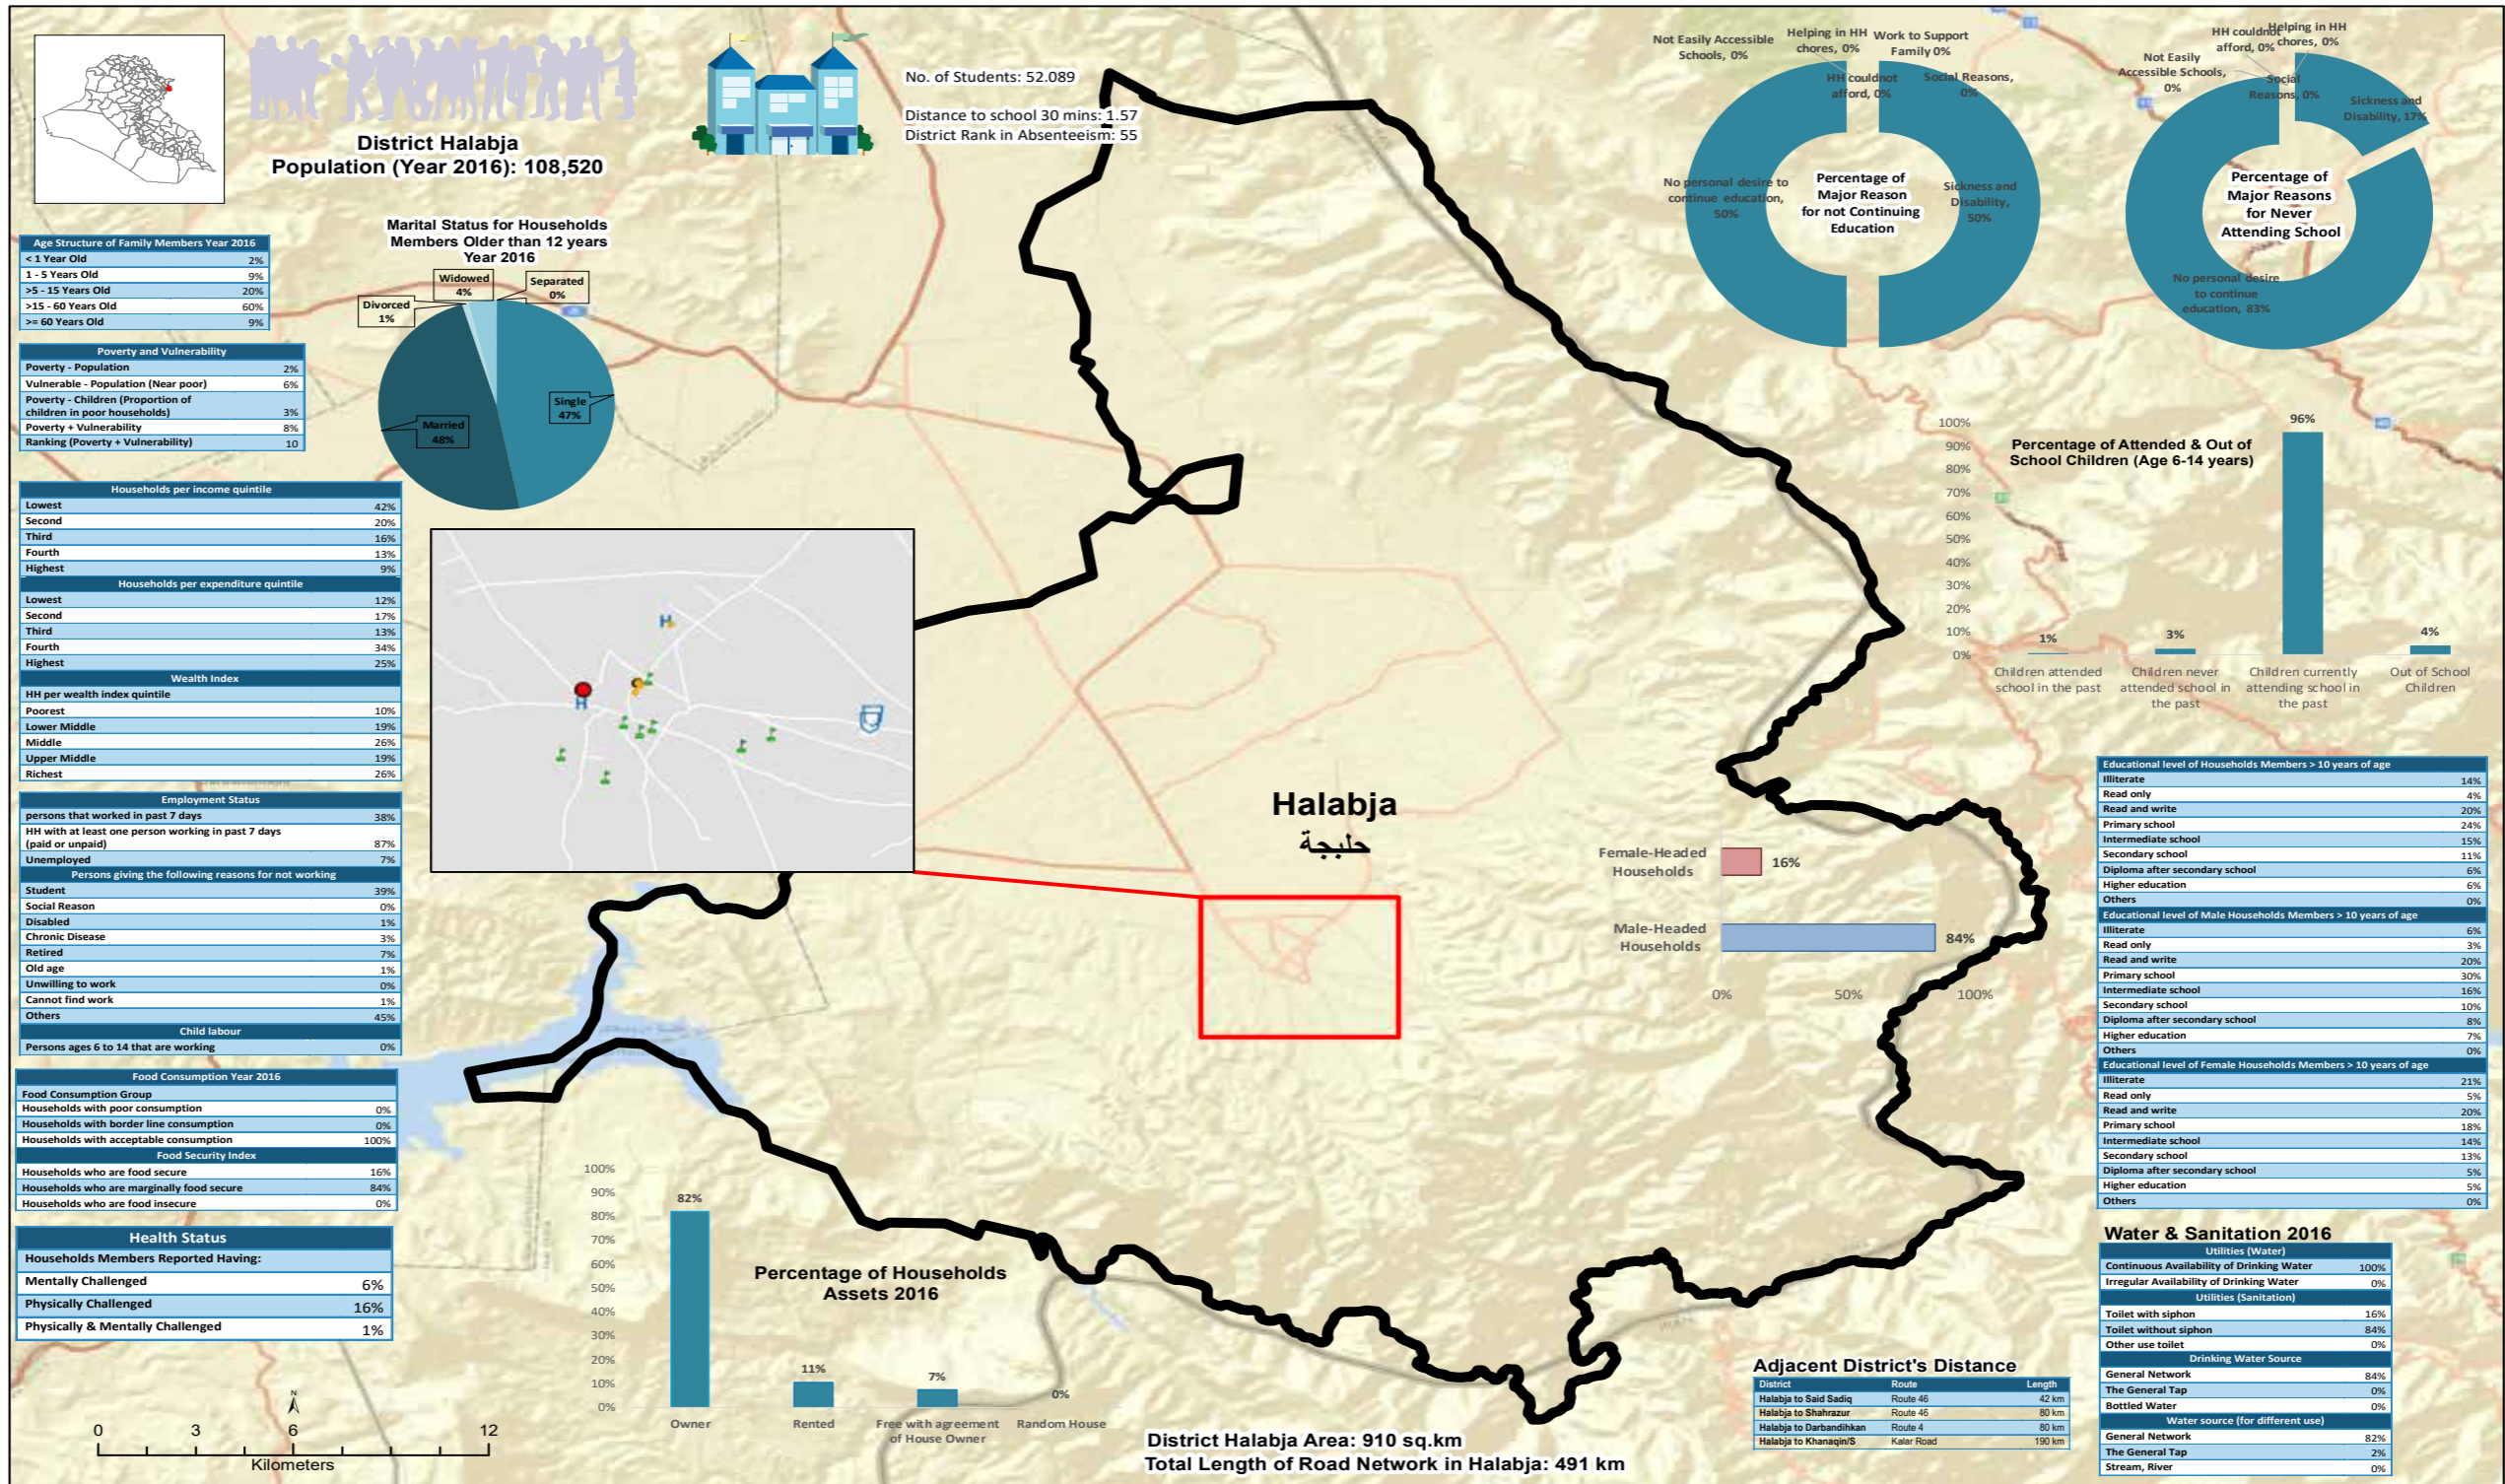 District Halabja
Population (Year 2016): 108,520
No. of Students: 52.089
Distance to school 30 mins: 1.57
District Rank in Absenteeism: 55
Age Structure of Family Members Year 2016
< 1 Year Old 2%
1 - 5 Years Old 9%
>5 - 15 Years Old 20%
>15 - 60 Years Old 60%
>= 60 Years Old 9%
Poverty and Vulnerability
Poverty - Population 2%
Vulnerable - Population (Near poor) 6%
Poverty - Children (Proportion of
children in poor households) 3%
Poverty + Vulnerability 8%
Ranking (Poverty + Vulnerability) 10
Households per income quintile
Lowest 42%
Second 20%
Third 16%
Fourth 13%
Highest 9%
Households per expenditure quintile
Lowest 12%
Second 17%
Third 13%
Fourth 34%
Highest 25%
Wealth Index
HH per wealth index quintile
Poorest 10%
Lower Middle 19%
Middle 26%
Upper Middle 19%
Richest 26%
Employment Status
persons that worked in past 7 days 38%
HH with at least one person working in past 7 days
(paid or unpaid) 87%
Unemployed 7%
Persons giving the following reasons for not working
Student 39%
Social Reason 0%
Disabled 1%
Chronic Disease 3%
Retired 7%
Old age 1%
Unwilling to work 0%
Cannot find work 1%
Others 45%
Child labour
Persons ages 6 to 14 that are working 0%
Food Consumption Year 2016
Food Consumption Group
Households with poor consumption 0%
Households with border line consumption 0%
Households with acceptable consumption 100%
Food Security Index
Households who are food secure 16%
Households who are marginally food secure 84%
Households who are food insecure 0%
Health Status
Households Members Reported Having:
Mentally Challenged 6%
Physically Challenged 16%
Physically & Mentally Challenged 1%
N
0 3 6 12
Kilometers
Marital Status for Households
Members Older than 12 years
Year 2016
Widowed
4%
Separated
0%
Divorced
1%
Single
47%
Married
48%
H
H
Halabja
حلبجة
Not Easily Accessible
Schools, 0%
Helping in HH
chores, 0%
Work to Support
Family 0%
HH couldnot
afford, 0%
Social Reasons,
0%
No personal desire to
continue education,
50%
Percentage of
Major Reason
for not Continuing
Education
Sickness and
Disability,
50%
HH couldnot
afford, 0%
Helping in HH
chores, 0%
Not Easily
Accessible Schools,
0%
Social
Reasons, 0%
Sickness and
Disability, 17%
Percentage of
Major Reasons
for Never
Attending School
No personal desire
to continue
education, 83%
Percentage of Attended & Out of
School Children (Age 6-14 years)
100%
90%
80%
70%
60%
50%
40%
30%
20%
10%
0%
1%
3%
96%
4%
Children attended
school in the past
Children never
attended school in
the past
Children currently
attending school in
the past
Out of School
Children
Female-Headed
Households
16%
Male-Headed
Households
84%
0% 50% 100%
Educational level of Households Members > 10 years of age
Illiterate 14%
Read only 4%
Read and write 20%
Primary school 24%
Intermediate school 15%
Secondary school 11%
Diploma after secondary school 6%
Higher education 6%
Others 0%
Educational level of Male Households Members > 10 years of age
Illiterate 6%
Read only 3%
Read and write 20%
Primary school 30%
Intermediate school 16%
Secondary school 10%
Diploma after secondary school 8%
Higher education 7%
Others 0%
Educational level of Female Households Members > 10 years of age
Illiterate 21%
Read only 5%
Read and write 20%
Primary school 18%
Intermediate school 14%
Secondary school 13%
Diploma after secondary school 5%
Higher education 5%
Others 0%
Water & Sanitation 2016
Utilities (Water)
Continuous Availability of Drinking Water 100%
Irregular Availability of Drinking Water 0%
Utilities (Sanitation)
Toilet with siphon 16%
Toilet without siphon 84%
Other use toilet 0%
Drinking Water Source
General Network 84%
The General Tap 0%
Bottled Water 0%
Water source (for different use)
General Network 82%
The General Tap 2%
Stream, River 0%
100%
90%
80%
70%
60%
50%
40%
30%
20%
10%
0%
82%
11%
7%
0%
Percentage of Households
Assets 2016
Owner
Rented
Free with agreement
of House Owner
Random House
Adjacent District's Distance
District Route Length
Halabja to Said Sadiq Route 46 42 km
Halabja to Shahrazur Route 46 80 km
Halabja to Darbandihkan Route 4 80 km
Halabja to Khanaqin/S Kalar Road 190 km
District Halabja Area: 910 sq.km
Total Length of Road Network in Halabja: 491 km